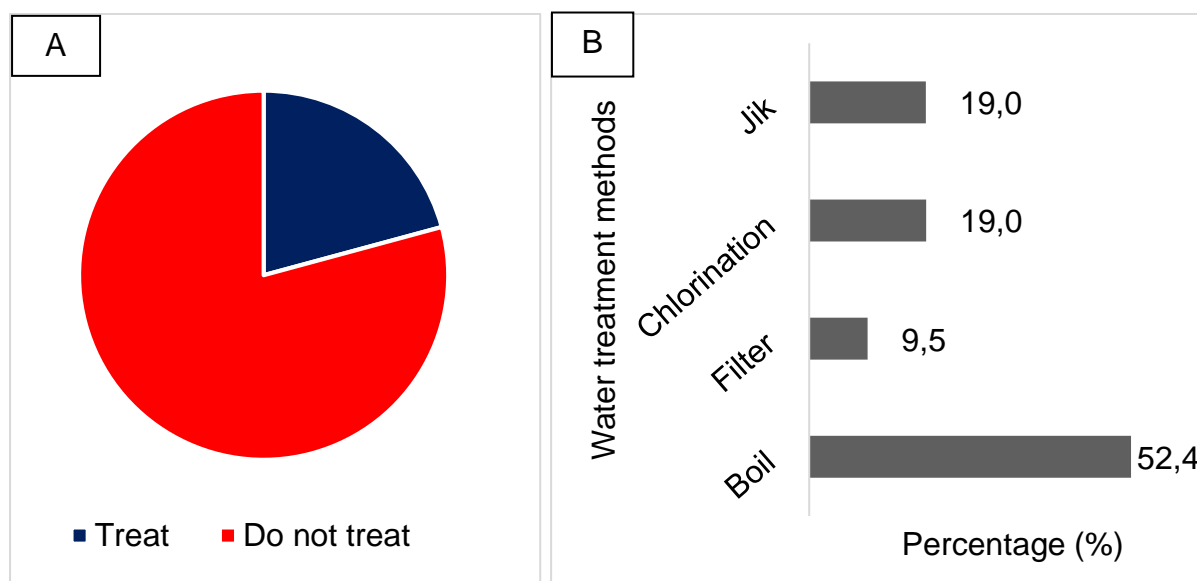 A
Treat
Do not treat
B
Water treatment methods
Jik
19,0
Chlorination
19,0
Filter
9,5
Boil
52,4
Percentage (%)